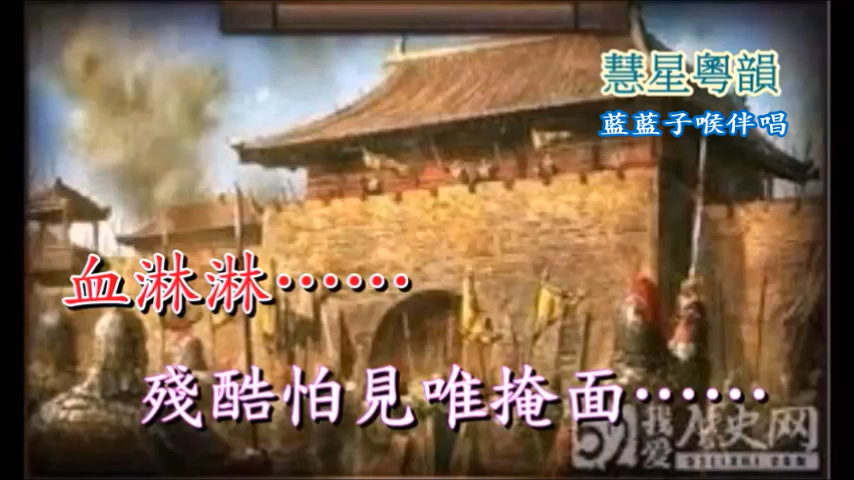 慧星粵韻
藍藍子喉伴唱
血淋淋……
殘酷怕見唯掩面……
我爱历史网